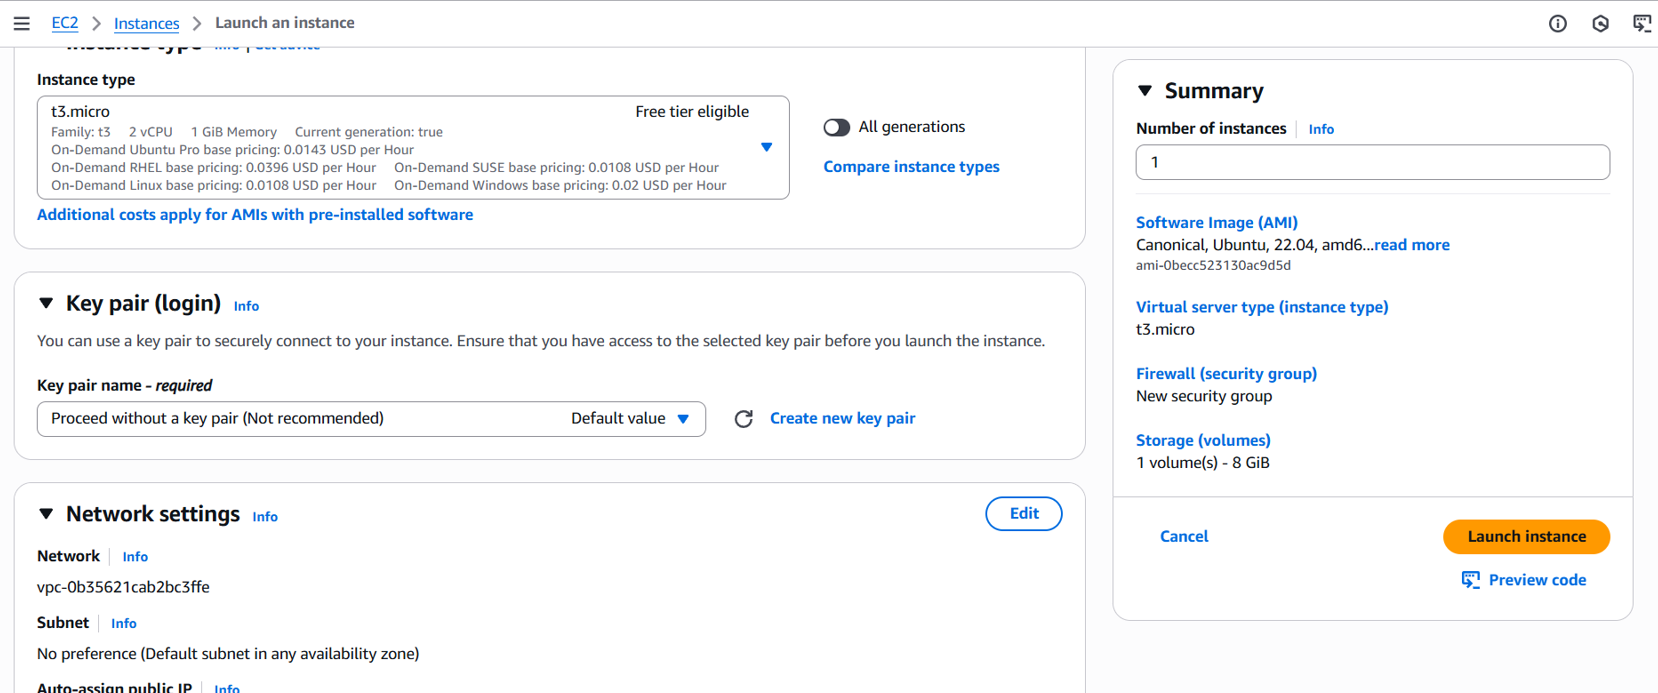 EC2 > Instances > Launch an instance
Instance type Info | Get advice
Instance type
t3.micro Free tier eligible
Family: t3 2 vCPU 1 GiB Memory Current generation: true
On-Demand Ubuntu Pro base pricing: 0.0143 USD per Hour
On-Demand RHEL base pricing: 0.0396 USD per Hour On-Demand SUSE base pricing: 0.0108 USD per Hour
On-Demand Linux base pricing: 0.0108 USD per Hour On-Demand Windows base pricing: 0.02 USD per Hour
All generations
Compare instance types
Additional costs apply for AMIs with pre-installed software
Key pair (login) Info
You can use a key pair to securely connect to your instance. Ensure that you have access to the selected key pair before you launch the instance.
Key pair name - required
Proceed without a key pair (Not recommended) Default value
Create new key pair
Network settings Info
Edit
Network Info
vpc-0b35621cab2bc3ffe
Subnet Info
No preference (Default subnet in any availability zone)
Auto-assign public IP Info
Summary
Number of instances Info
1
Software Image (AMI)
Canonical, Ubuntu, 22.04, amd6...read more
ami-0becc523130ac9d5d
Virtual server type (instance type)
t3.micro
Firewall (security group)
New security group
Storage (volumes)
1 volume(s) - 8 GiB
Cancel
Launch instance
Preview code